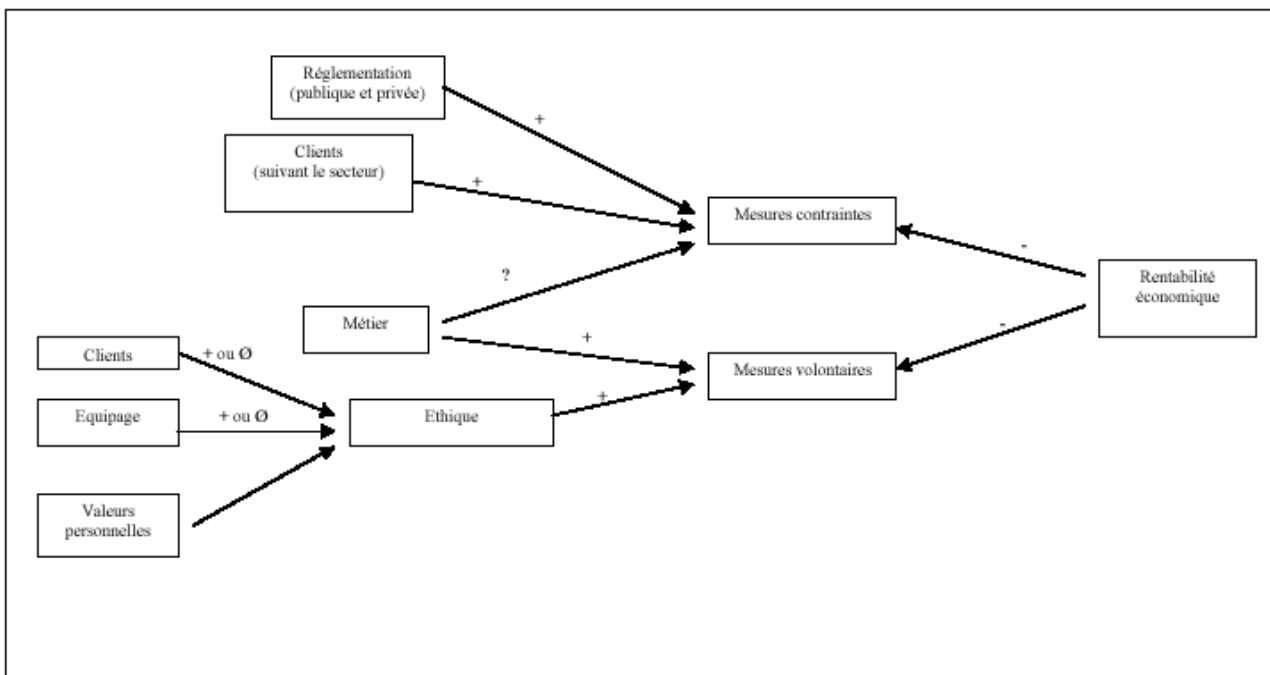 Réglementation
(publique et privée)
+
Clients
(suivant le secteur)
+
Mesures contraintes
-
Rentabilité
économique
?
Métier
+
-
Clients
+ ou Ø
Mesures volontaires
Equipage
+ ou Ø
Ethique
+
Valeurs
personnelles